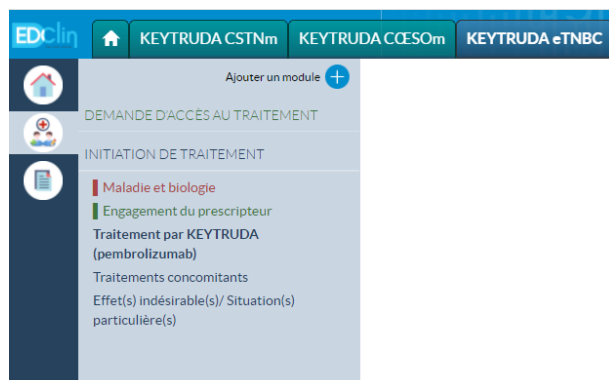 EDClin
KEYTRUDA CSTNm
KEYTRUDA CŒSOm
KEYTRUDA eTNBC
Ajouter un module
DEMANDE D'ACCÈS AU TRAITEMENT
INITIATION DE TRAITEMENT
Maladie et biologie
Engagement du prescripteur
Traitement par KEYTRUDA
(pembrolizumab)
Traitements concomitants
Effet(s) indésirable(s)/ Situation(s)
particulière(s)